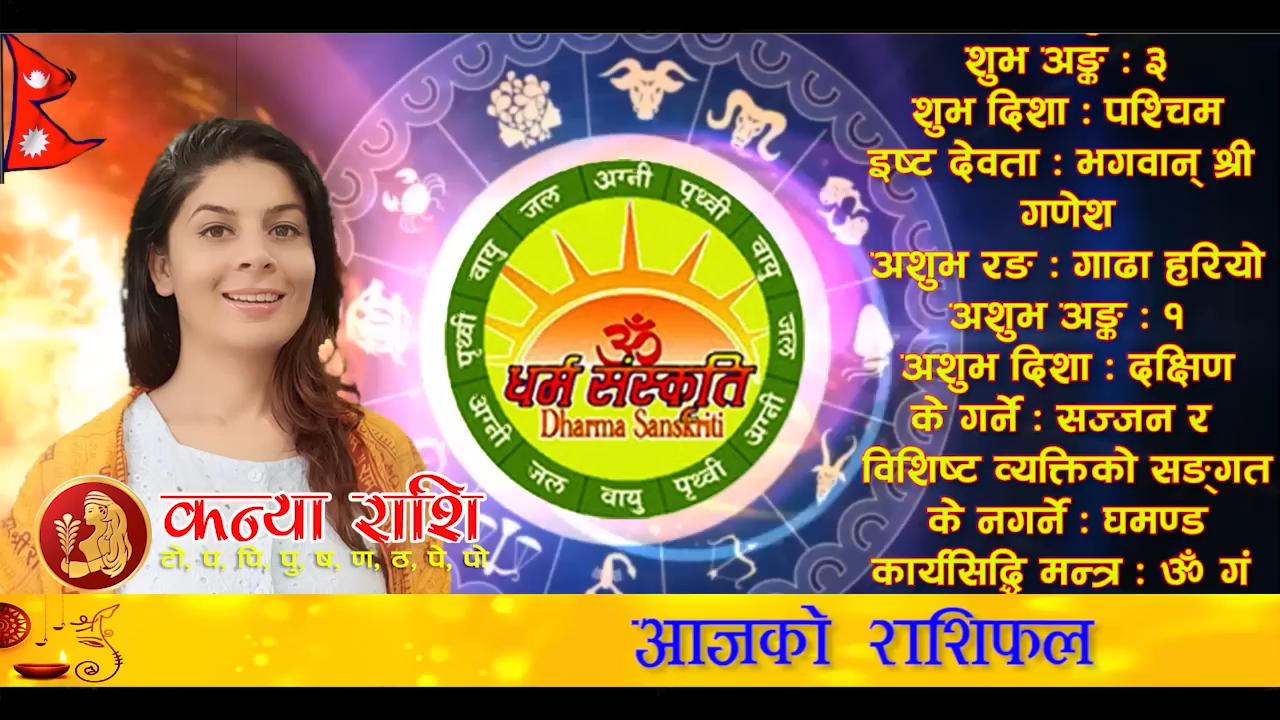 शुभ अङ्क : ३
शुभ दिशा : पश्चिम
इष्ट देवता : भगवान् श्री
गणेश
अशुभ रङ : गाढा हरियो
अशुभ अङ्क : १
अशुभ दिशा : दक्षिण
के गर्ने : सज्जन र
विशिष्ट व्यक्तिको सङ्गत
के नगर्ने : घमण्ड
कार्यसिद्धि मन्त्र : ॐ गं
अग्नी पृथ्वी वायु जल अग्नी पृथ्वी वायु जल अग्नी पृथ्वी वायु जल
ॐ
धर्म संस्कृति
Dharma Sanskriti
कन्या राशि
टो, प, पि, पु, ष, ण, ठ, पे, पो
श्री
आजको राशिफल